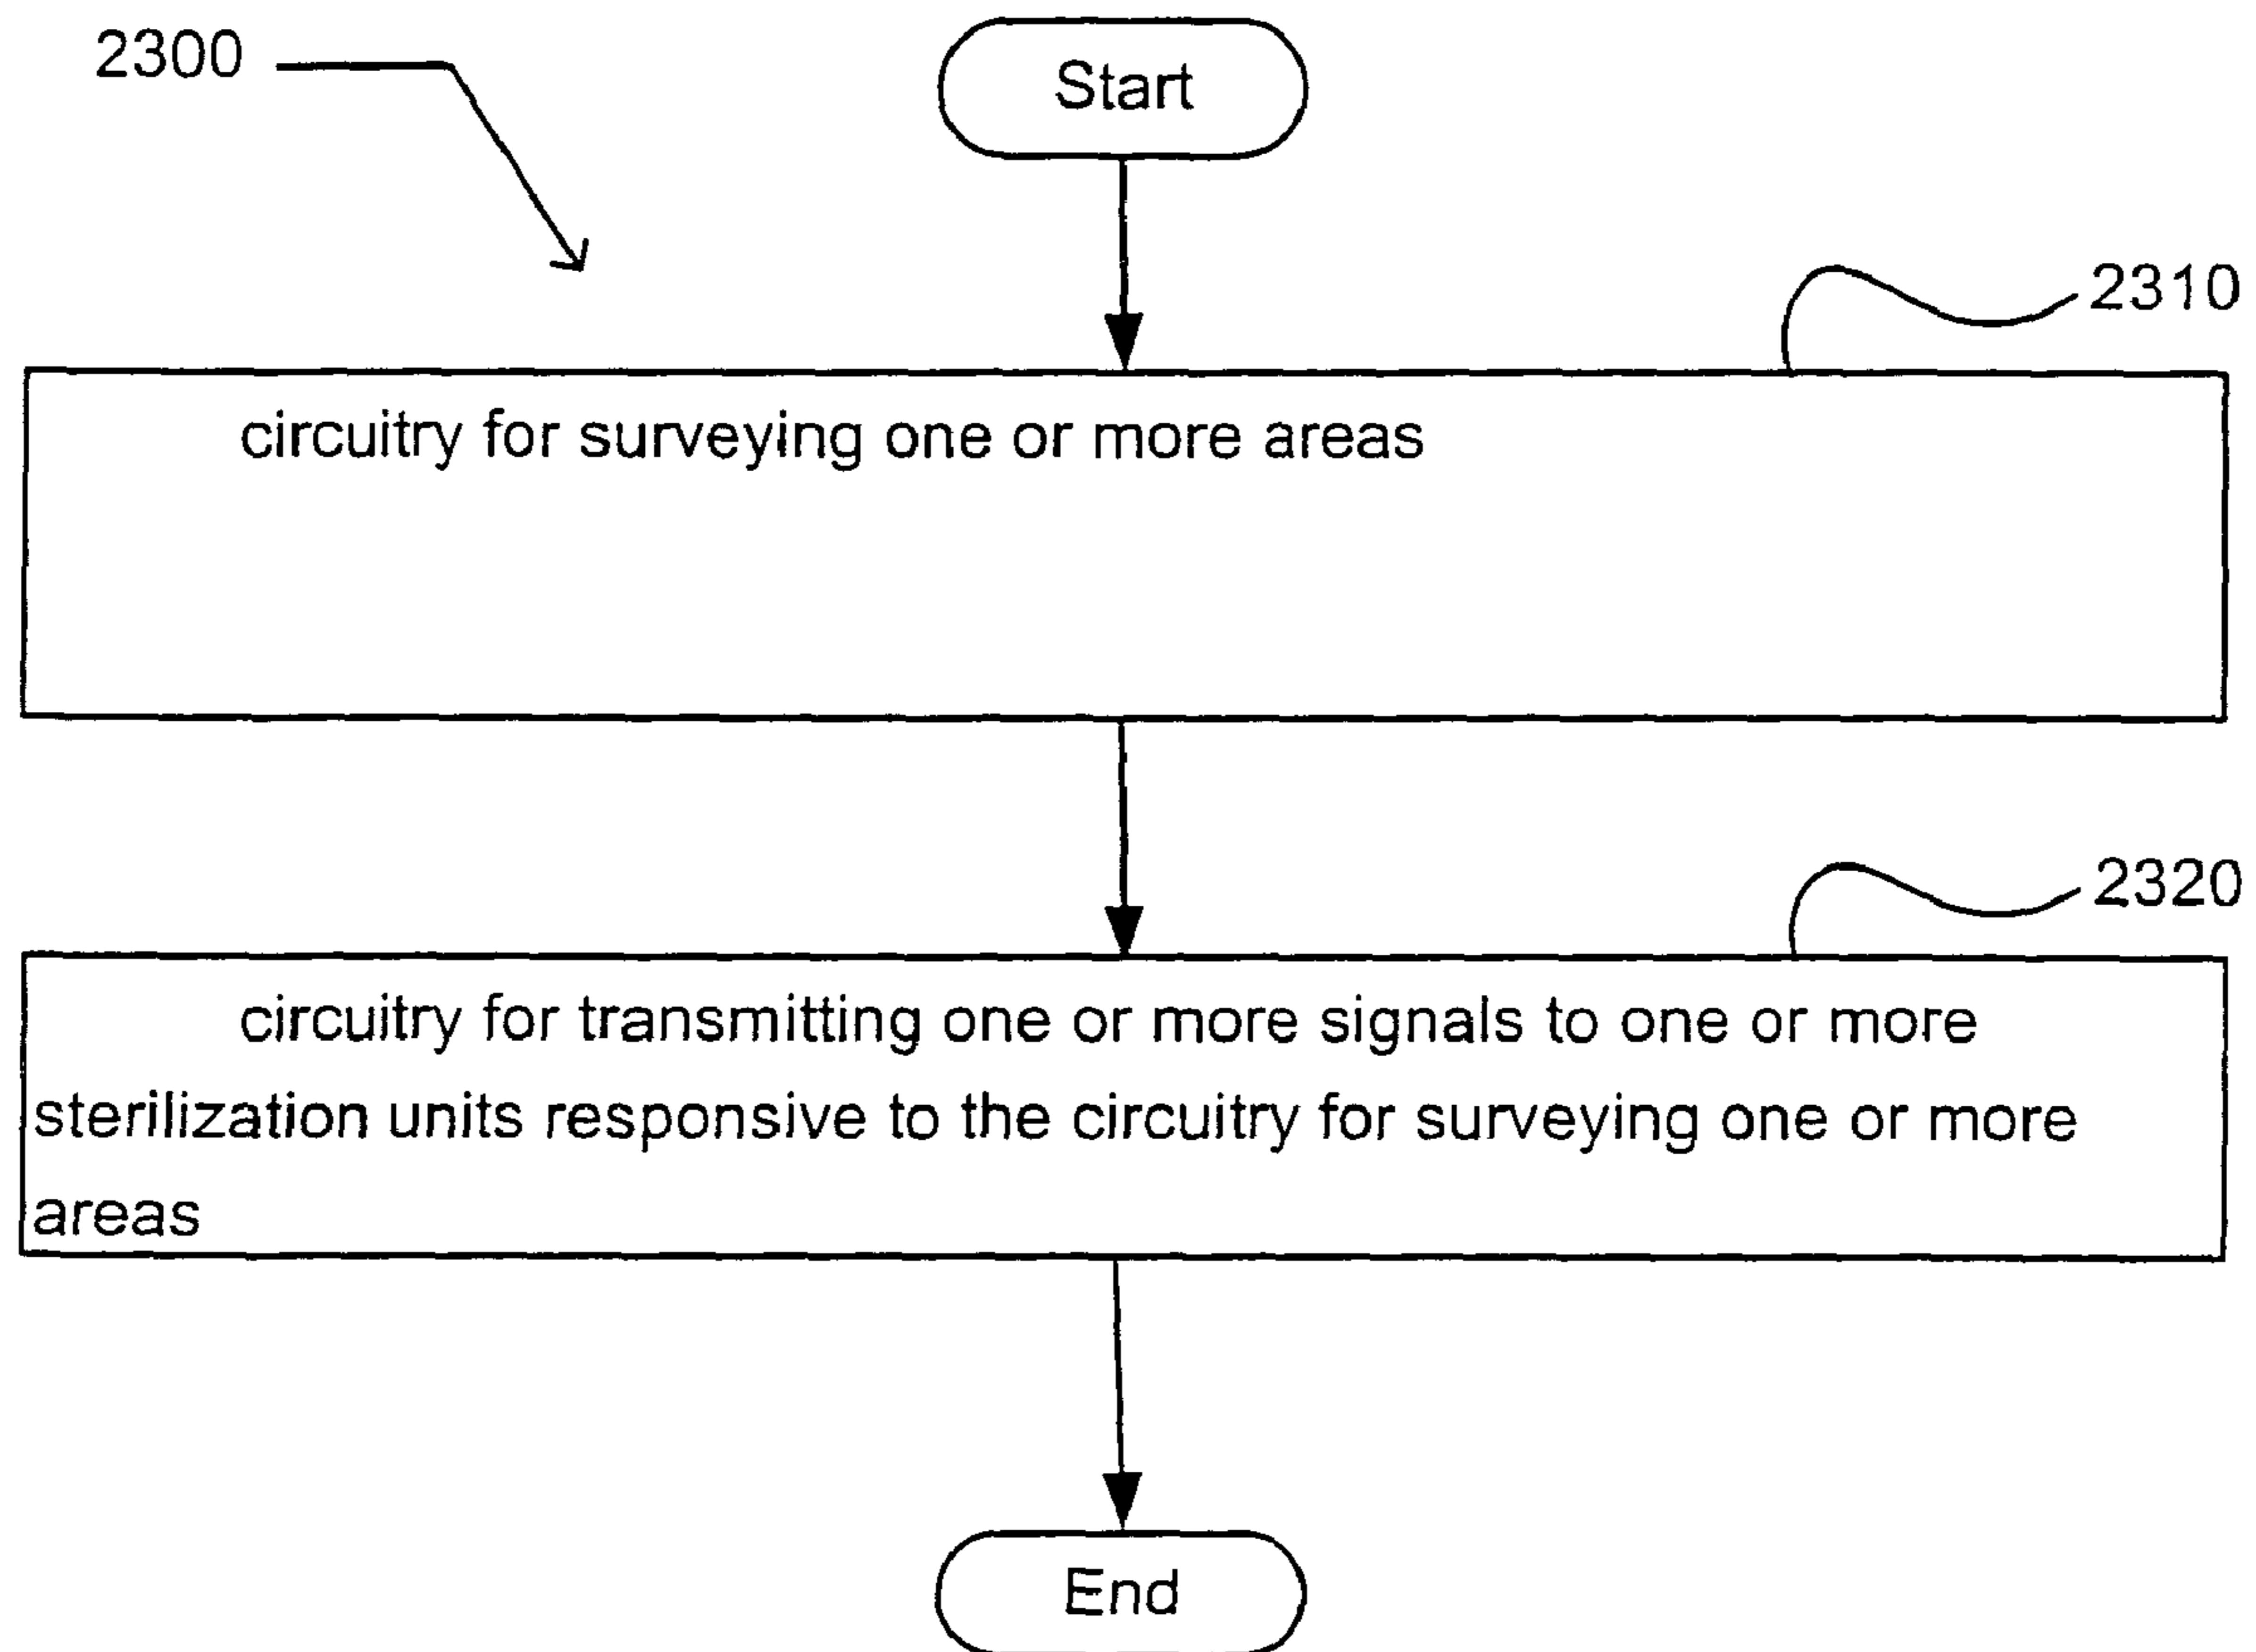 2300
Start
2310
circuitry for surveying one or more areas
2320
circuitry for transmitting one or more signals to one or more
sterilization units responsive to the circuitry for surveying one or more
areas
End